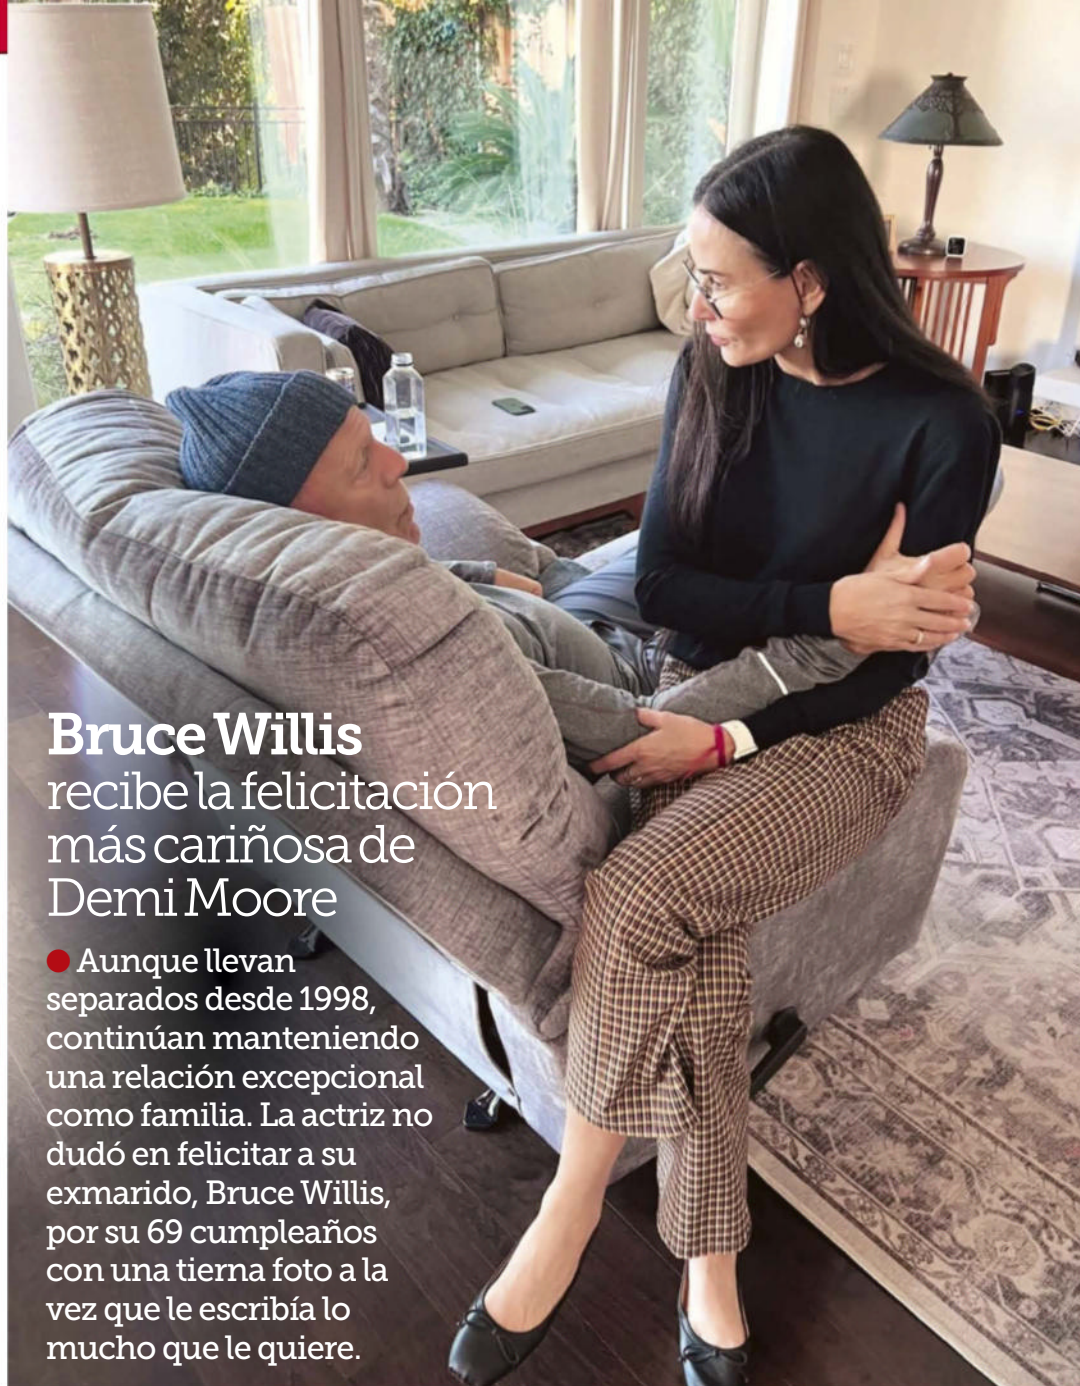 Bruce Willis
recibe la felicitación
más cariñosa de
Demi Moore
Aunque llevan
separados desde 1998,
continúan manteniendo
una relación excepcional
como familia. La actriz no
dudó en felicitar a su
exmarido, Bruce Willis,
por su 69 cumpleaños
con una tierna foto a la
vez que le escribía lo
mucho que le quiere.